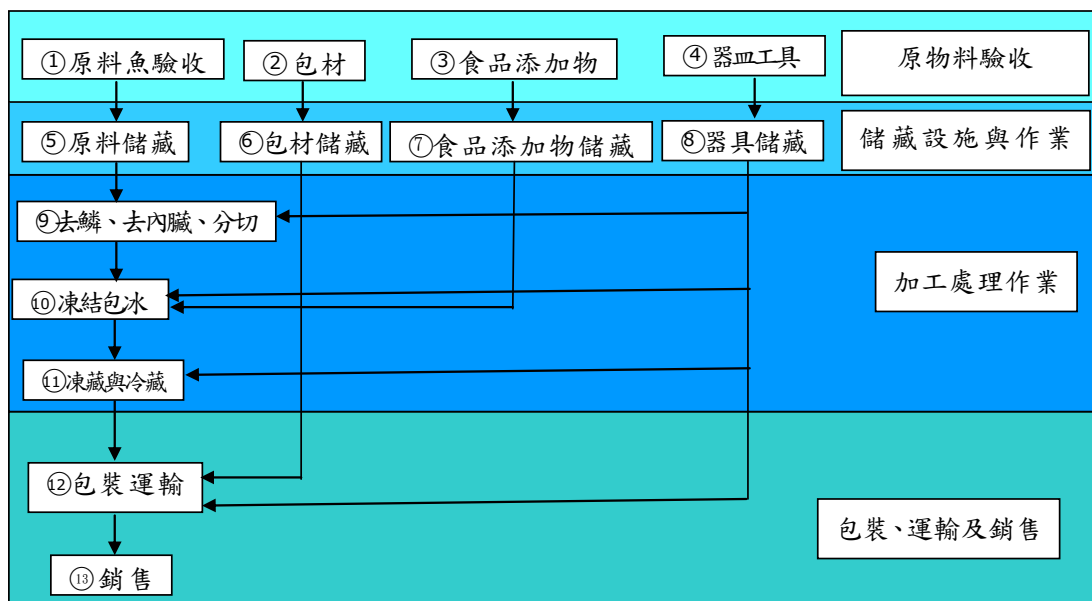 ①原料魚驗收
②包材
③食品添加物
④器皿工具
原物料驗收
⑤原料儲藏
⑥包材儲藏
⑦食品添加物儲藏
⑧器具儲藏
儲藏設施與作業
⑨去鱗、去內臟、分切
加工處理作業
⑩凍結包冰
⑪凍藏與冷藏
⑫包裝運輸
包裝、運輸及銷售
⑬銷售